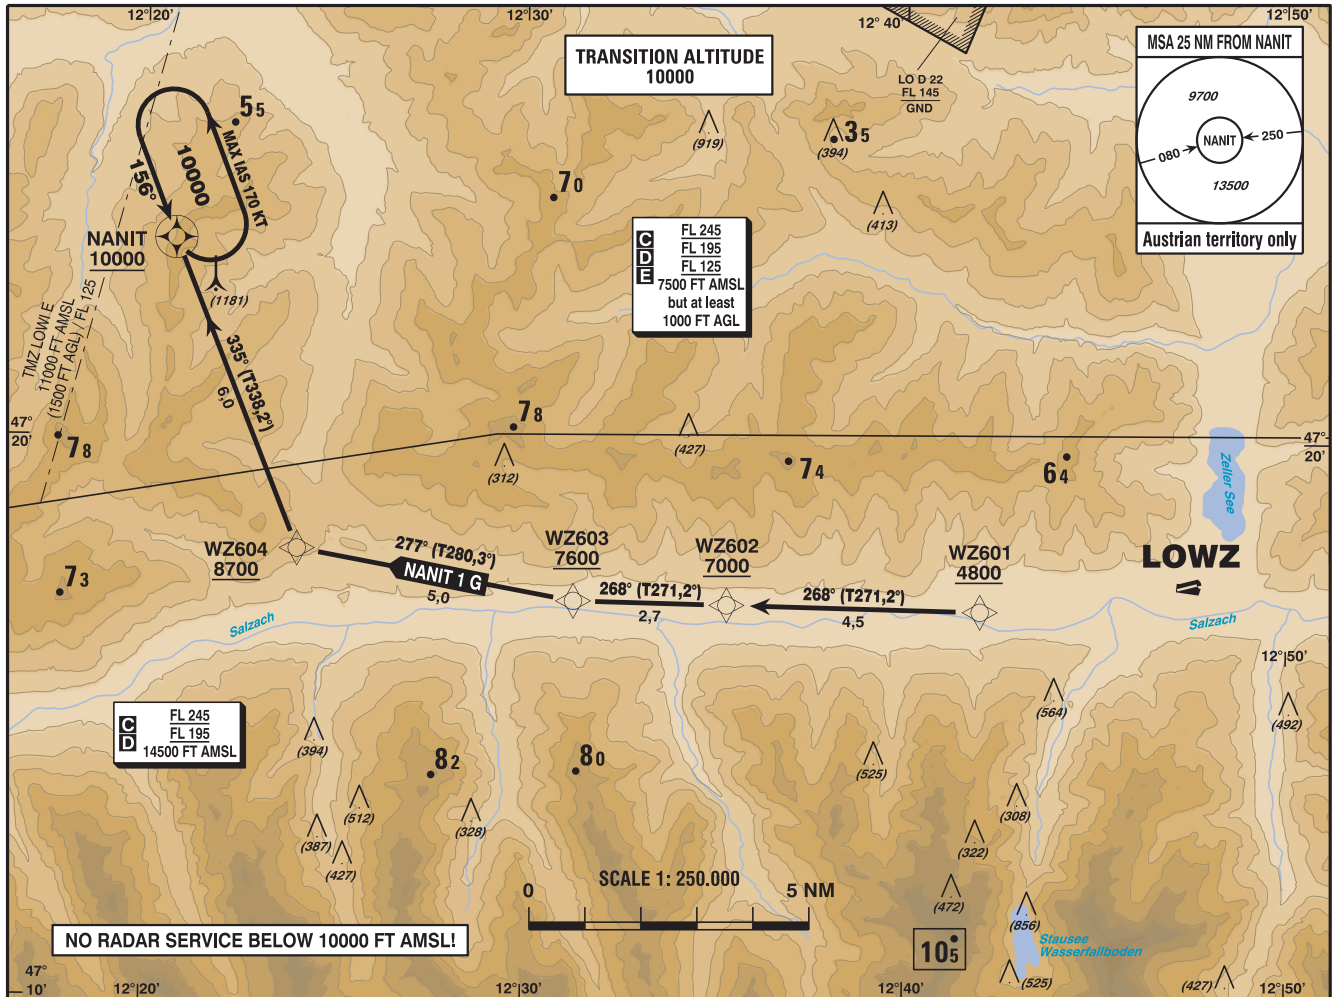 12°20'
12°30'
12° 40'
12°50'
TRANSITION ALTITUDE
10000
LO D 22
FL 145
GND
MSA 25 NM FROM NANIT
9700
NANIT
080
250
13500
Austrian territory only
55
(919)
35
(394)
10000
MAX IAS 170 KT
156°
70
(413)
NANIT
10000
(1181)
C
D
E
FL 245
FL 195
FL 125
7500 FT AMSL
but at least
1000 FT AGL
TMZ LOWI E
11000 FT AMSL
(1500 FT AGL) / FL 125
335° (T338,2°)
6,0
47°
20'
78
78
(427)
(312)
74
64
47°
20'
Zeller See
WZ604
8700
277° (T280,3°)
NANIT 1 G
5,0
WZ603
7600
268° (T271,2°)
2,7
WZ602
7000
268° (T271,2°)
4,5
WZ601
4800
LOWZ
73
Salzach
Salzach
12°50'
C
D
FL 245
FL 195
14500 FT AMSL
(394)
82
80
(564)
(492)
(525)
(512)
(328)
(308)
(387)
(322)
(427)
(472)
SCALE 1: 250.000
0
5 NM
(856)
NO RADAR SERVICE BELOW 10000 FT AMSL!
105
Stausee
Wasserfallboden
(525)
(427)
47°
10'
12°20'
12°30'
12°40'
12°50'